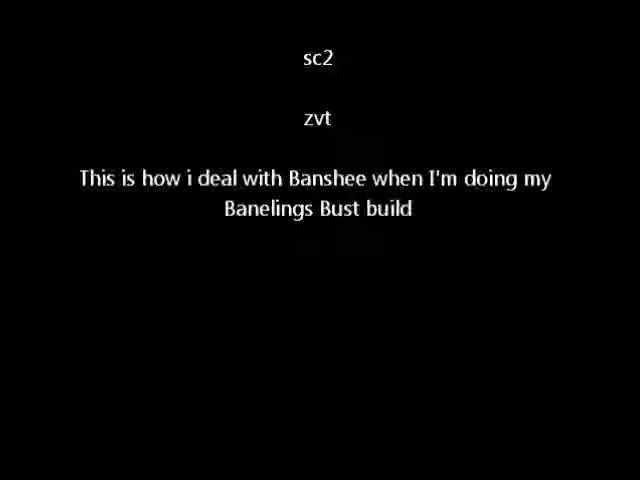 sc2
zvt
This is how i deal with Banshee when I'm doing my
Banelings Bust build